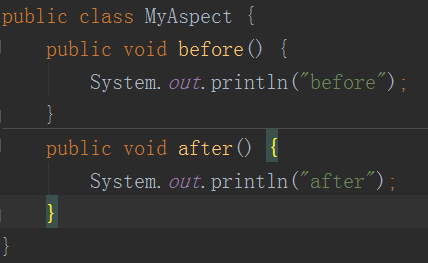 public class MyAspect {
    public void before() {
        System.out.println("before");
    }
    public void after() {
        System.out.println("after");
    }
}